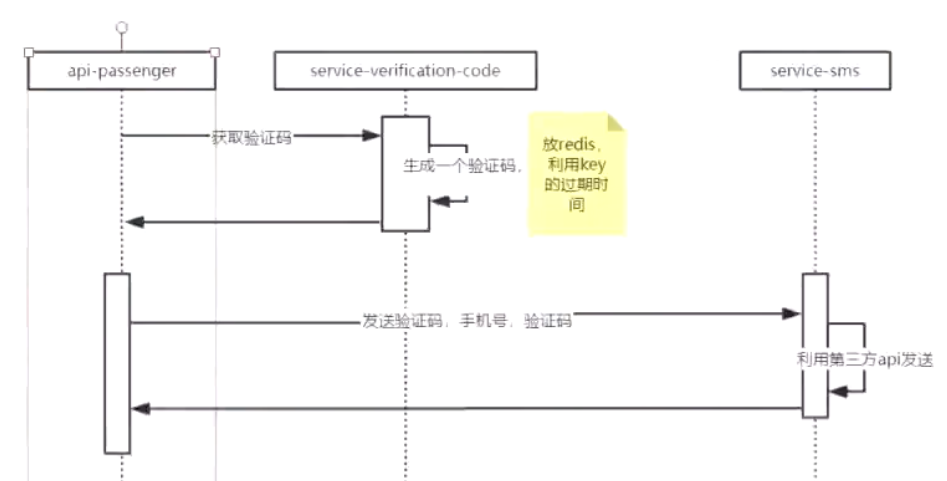 api-passenger
service-verification-code
service-sms
获取验证码
生成一个验证码，
放redis，
利用key
的过期时
间
发送验证码，手机号，验证码
利用第三方api发送